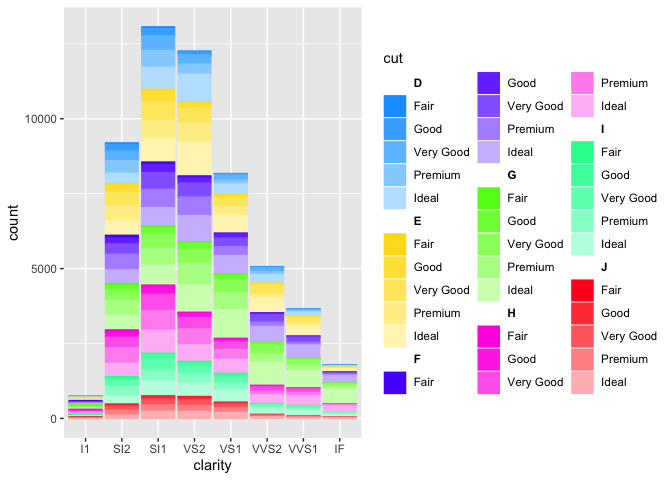 count
10000
5000
0
I1 SI2 SI1 VS2 VS1 VVS2 VVS1 IF
clarity
cut
D
Fair
Good
Very Good
Premium
Ideal
E
Fair
Good
Very Good
Premium
Ideal
F
Fair
Good
Very Good
Premium
Ideal
G
Fair
Good
Very Good
Premium
Ideal
H
Fair
Good
Very Good
Premium
Ideal
I
Fair
Good
Very Good
Premium
Ideal
J
Fair
Good
Very Good
Premium
Ideal